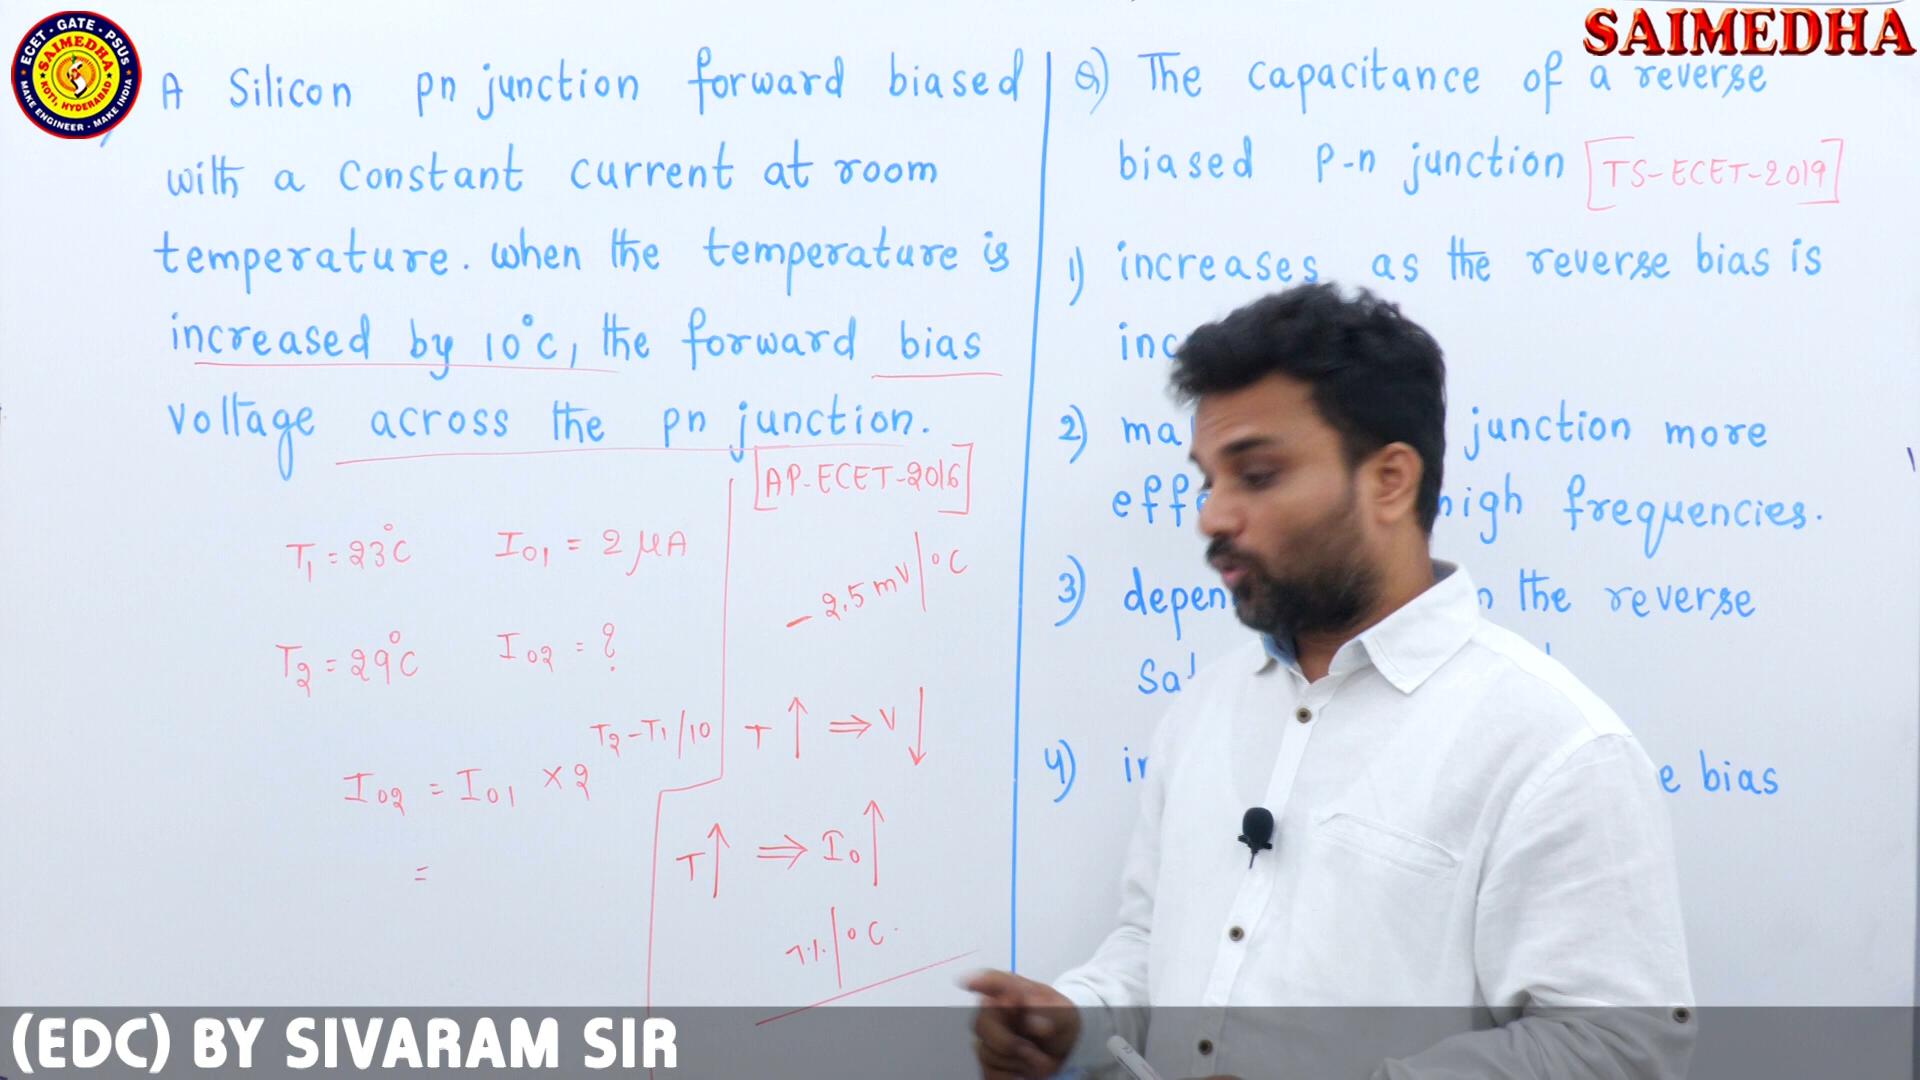 ECET · GATE · PSUS
SAIMEDHA
KOTI, HYDERABAD
MAKE ENGINEER · MAKE INDIA
SAIMEDHA
A Silicon pn junction forward biased
with a constant current at room
temperature. when the temperature is
increased by 10°C, the forward bias
voltage across the pn junction.
[AP-ECET-2016]
T1 = 23°C I01 = 2 μA
T2 = 29°C I02 = ?
I02 = I01 × 2^T2-T1/10
=
- 2.5 mV/°C
T ↑ ⇒ V ↓
T ↑ ⇒ I0 ↑
7%/°C.
Q) The capacitance of a reverse
biased P-n junction [TS-ECET-2019]
1) increases as the reverse bias is
inc
2) ma junction more
effe high frequencies.
3) depen n the reverse
Sa
4) e bias
(EDC) BY SIVARAM SIR